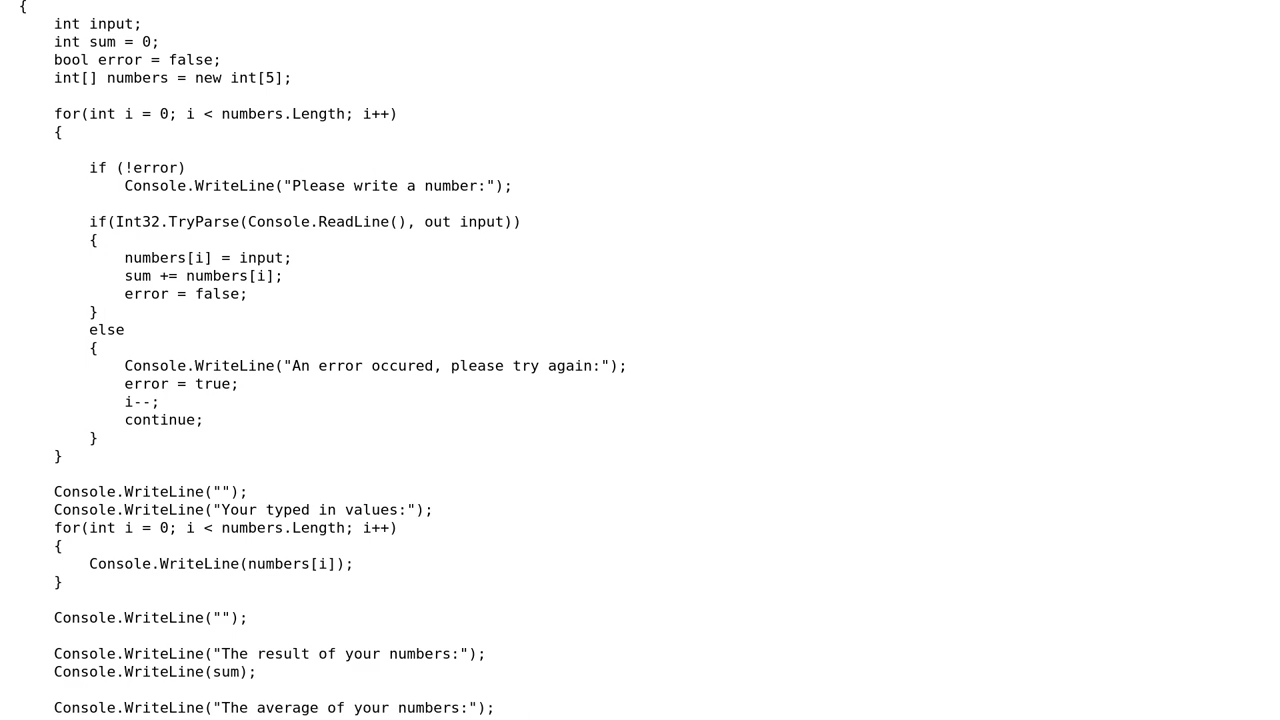 {
int input;
int sum = 0;
bool error = false;
int[] numbers = new int[5];
for(int i = 0; i < numbers.Length; i++)
{
if (!error)
Console.WriteLine("Please write a number:");
if(Int32.TryParse(Console.ReadLine(), out input))
{
numbers[i] = input;
sum += numbers[i];
error = false;
}
else
{
Console.WriteLine("An error occured, please try again:");
error = true;
i--;
continue;
}
}
Console.WriteLine("");
Console.WriteLine("Your typed in values:");
for(int i = 0; i < numbers.Length; i++)
{
Console.WriteLine(numbers[i]);
}
Console.WriteLine("");
Console.WriteLine("The result of your numbers:");
Console.WriteLine(sum);
Console.WriteLine("The average of your numbers:");